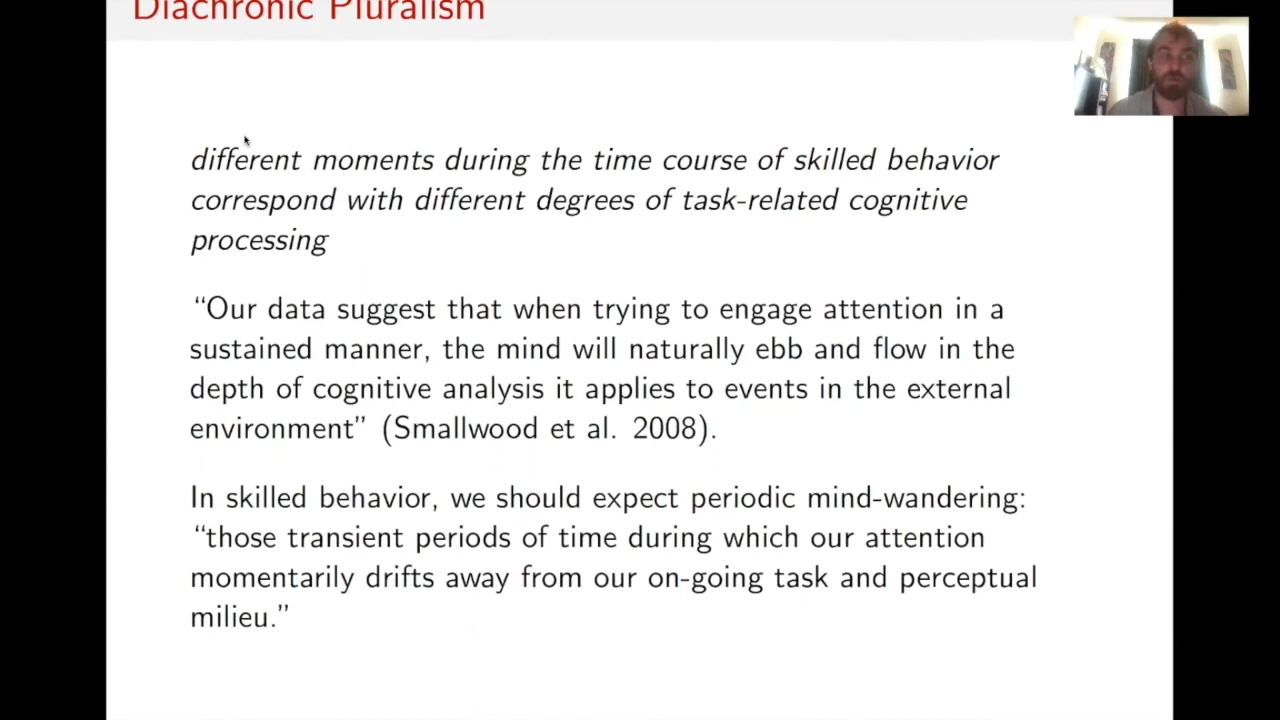 Diachronic Pluralism
different moments during the time course of skilled behavior
correspond with different degrees of task-related cognitive
processing
“Our data suggest that when trying to engage attention in a
sustained manner, the mind will naturally ebb and flow in the
depth of cognitive analysis it applies to events in the external
environment” (Smallwood et al. 2008).
In skilled behavior, we should expect periodic mind-wandering:
“those transient periods of time during which our attention
momentarily drifts away from our on-going task and perceptual
milieu.”